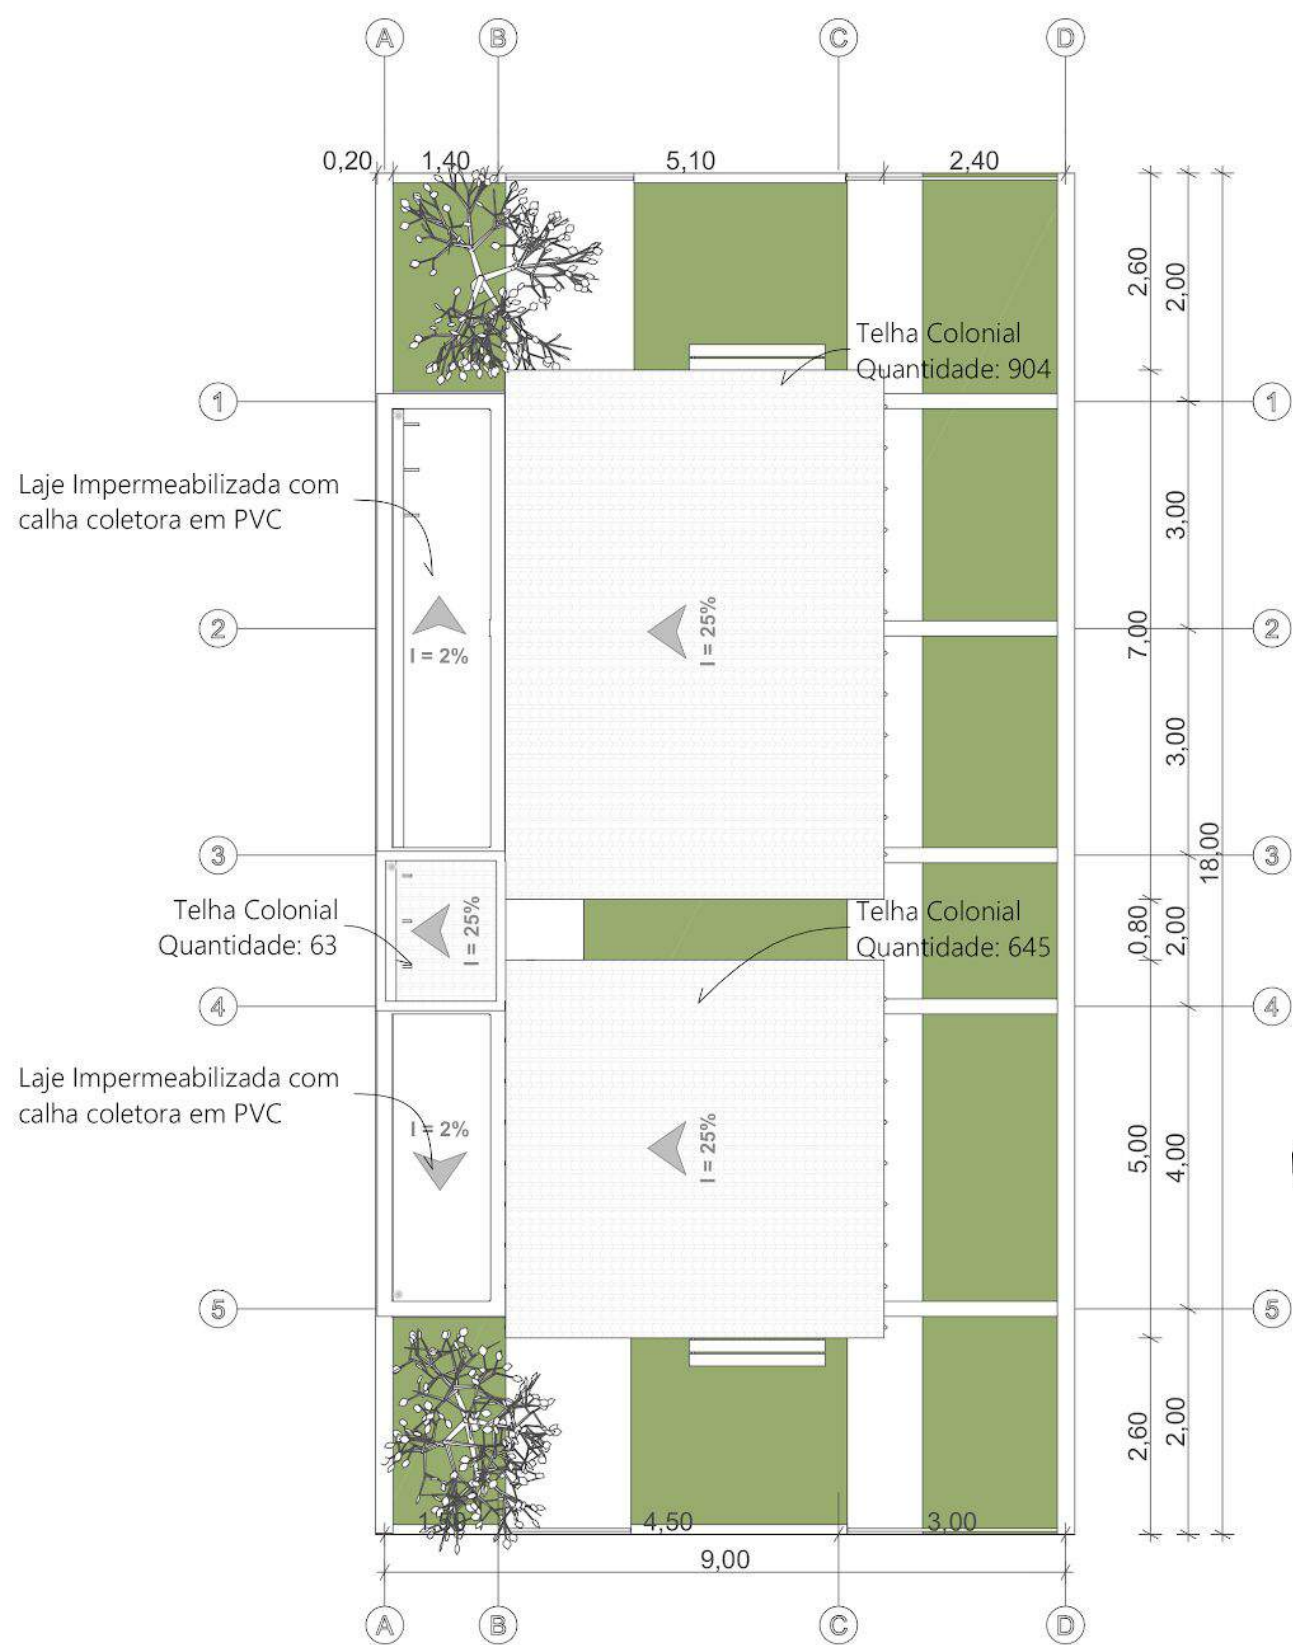 A
B
C
D
0,20
1,40
5,10
2,40
2,60
2,00
Telha Colonial
Quantidade: 904
1
1
Laje Impermeabilizada com
calha coletora em PVC
3,00
2
2
I = 2%
I = 25%
7,00
3,00
3
3
18,00
Telha Colonial
Quantidade: 63
I = 25%
Telha Colonial
Quantidade: 645
0,80
2,00
4
4
Laje Impermeabilizada com
calha coletora em PVC
I = 2%
I = 25%
5,00
4,00
5
5
2,60
2,00
4,50
3,00
9,00
A
B
C
D